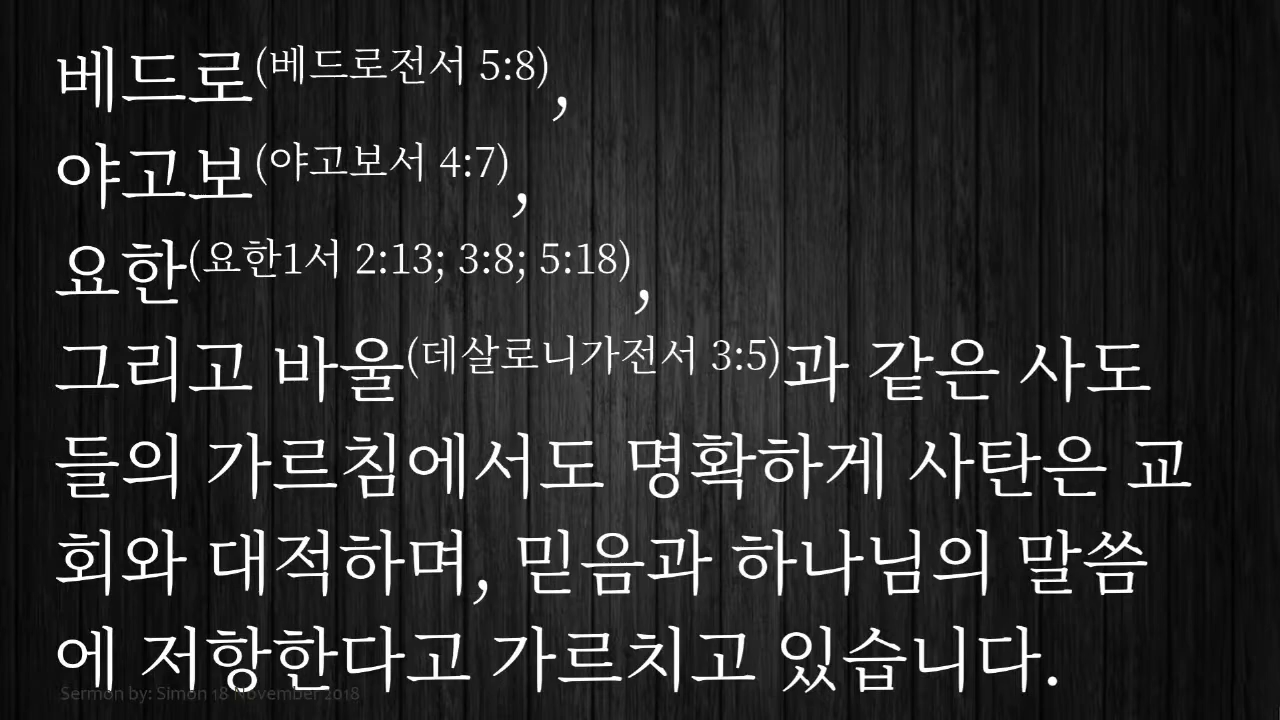 베드로(베드로전서 5:8),
야고보(야고보서 4:7),
요한(요한1서 2:13; 3:8; 5:18),
그리고 바울(데살로니가전서 3:5)과 같은 사도
들의 가르침에서도 명확하게 사탄은 교
회와 대적하며, 믿음과 하나님의 말씀
에 저항한다고 가르치고 있습니다.
Sermon by: Simon 18 November 2018